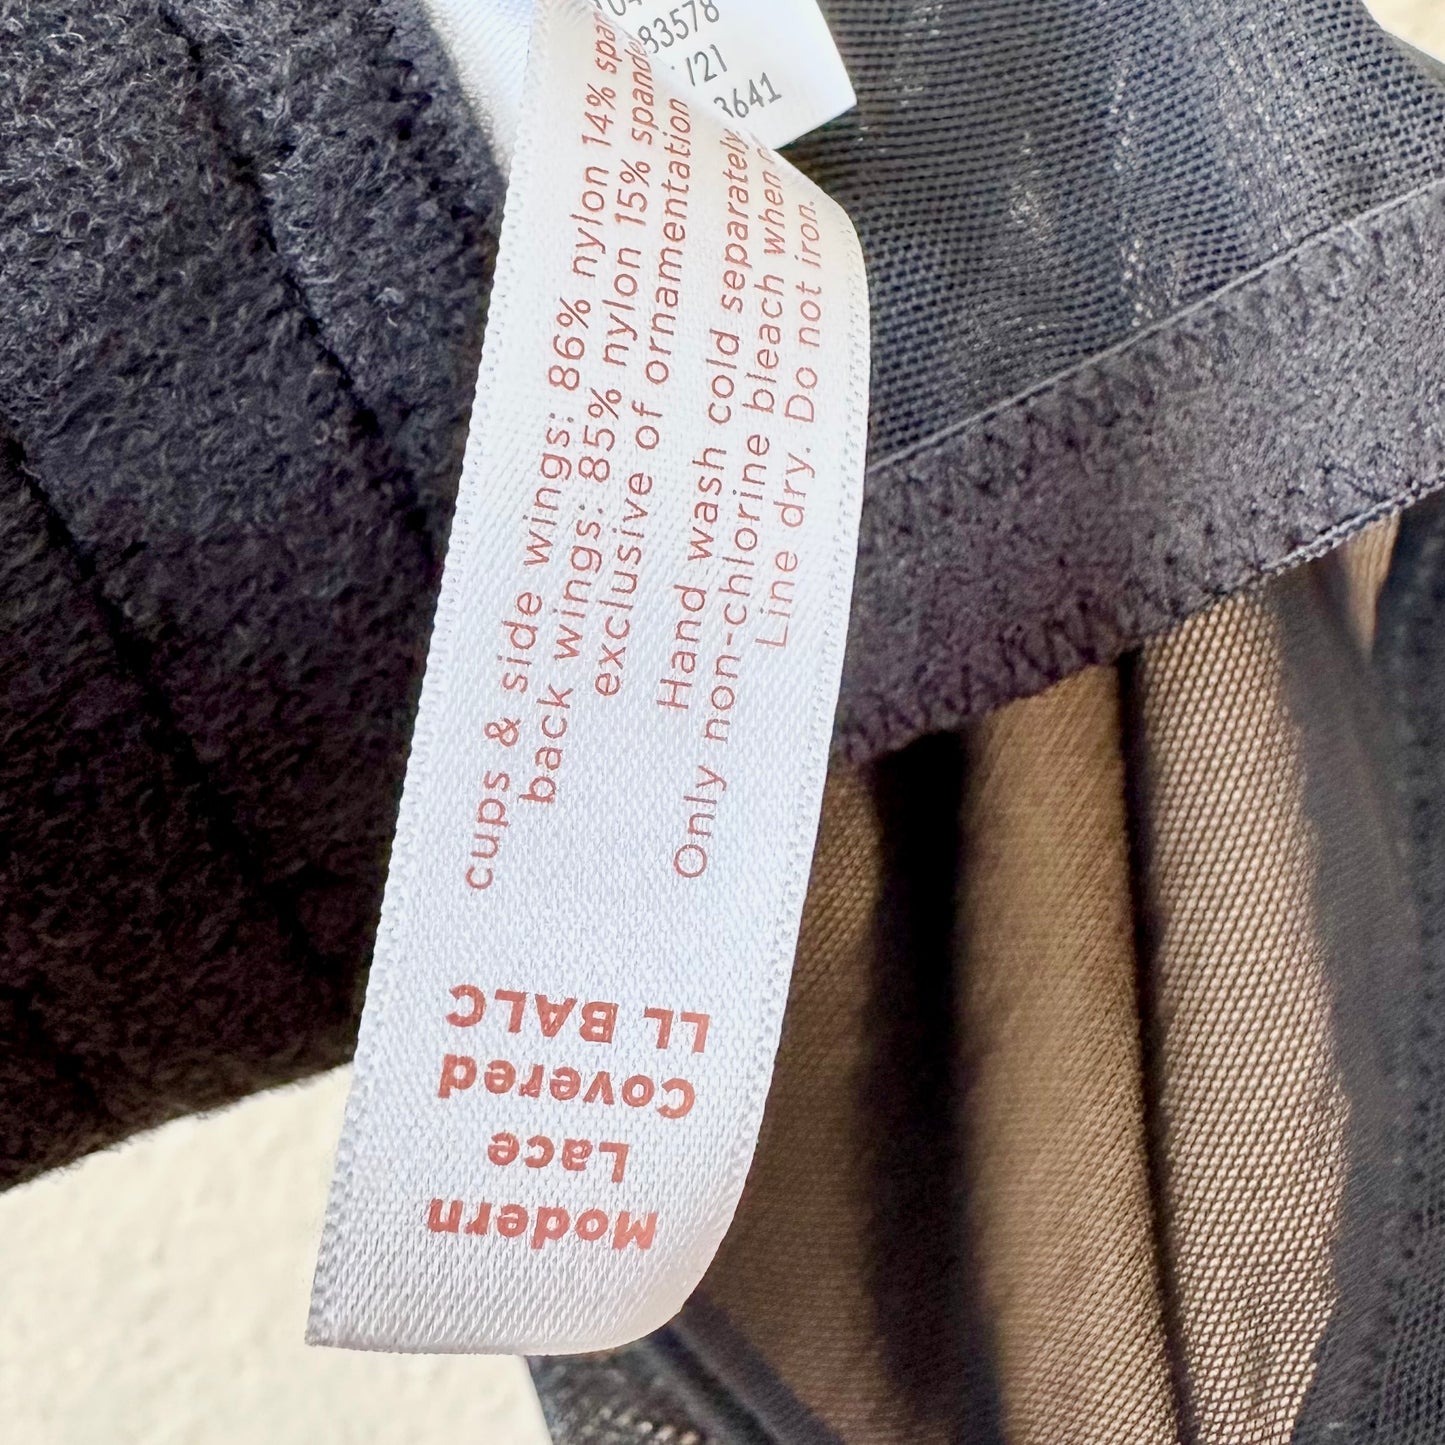 83578
/21
3641
cups & side wings: 86% nylon 14%
back wings: 85% nylon 15%
exclusive of ornamentation
Hand wash cold separately
Only non-chlorine bleach when
Line dry. Do not iron.
LL BALC
Covered
Lace
Modern